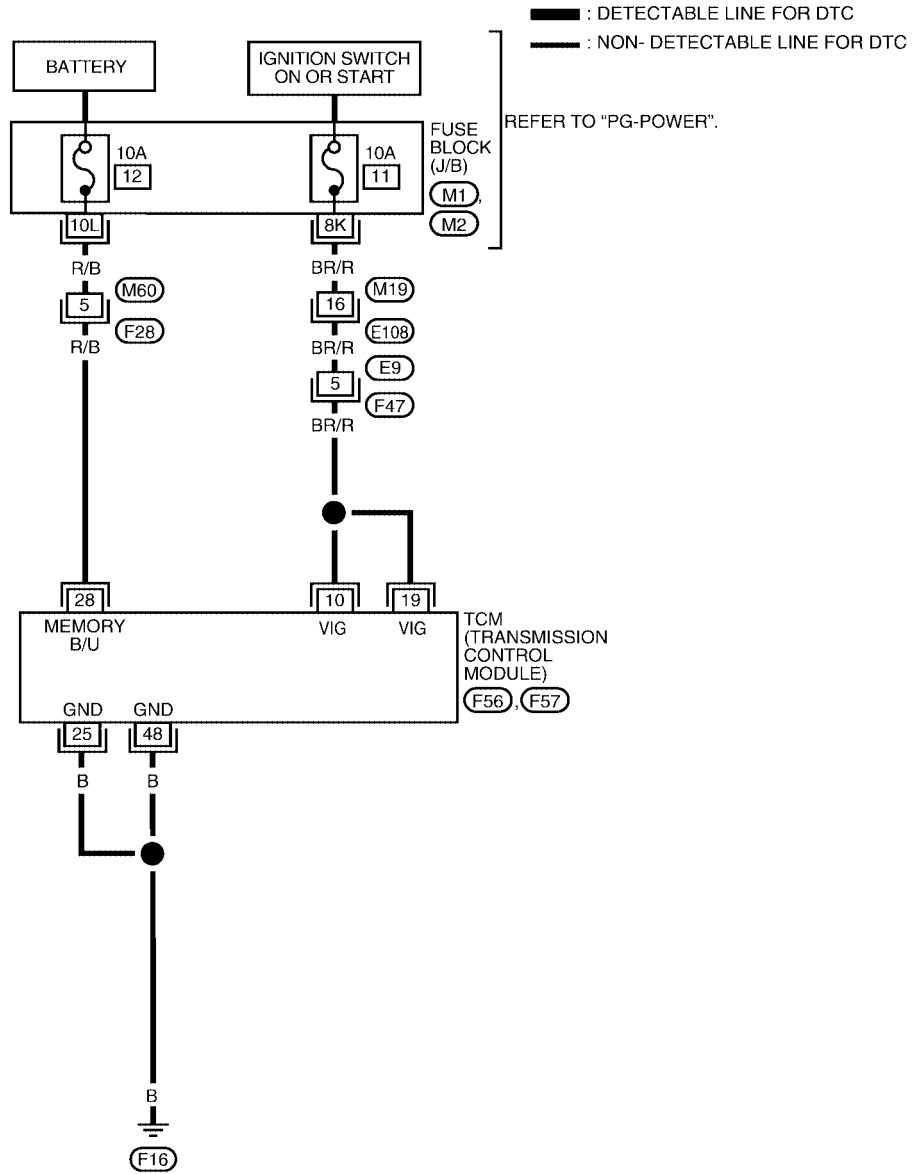 : DETECTABLE LINE FOR DTC
: NON- DETECTABLE LINE FOR DTC
BATTERY
IGNITION SWITCH
ON OR START
REFER TO “PG-POWER”.
10A
12
10A
11
FUSE
BLOCK
(J/B)
M1,
M2
10L
8K
R/B
BR/R
5
M60
16
M19
F28
E108
R/B
BR/R
E9
5
F47
BR/R
28
10
19
MEMORY
B/U
VIG
VIG
TCM
(TRANSMISSION
CONTROL
MODULE)
F56, F57
GND
GND
25
48
B
B
B
F16